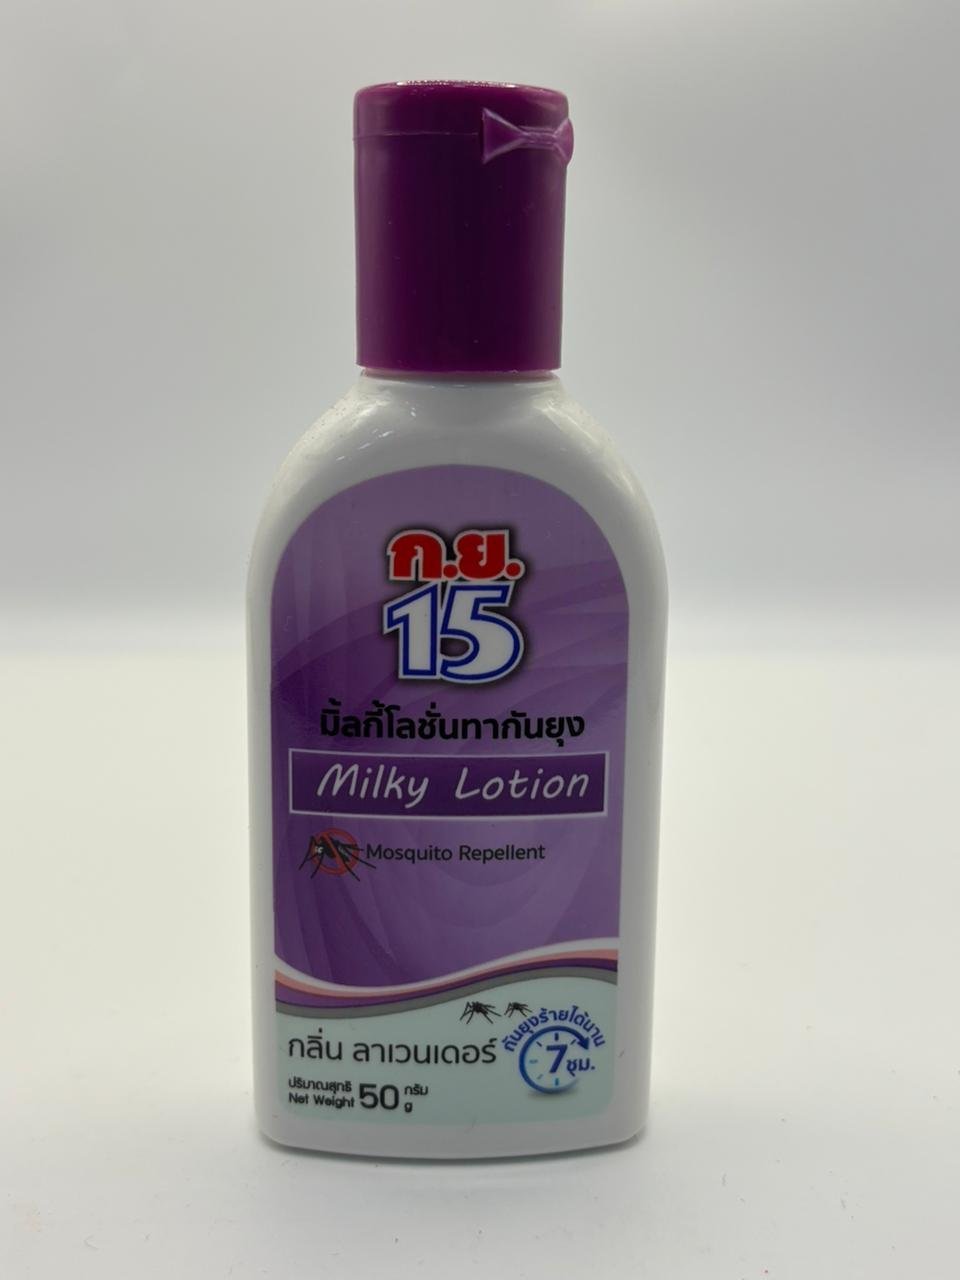 ก.ย.
15
มิ้ลกี้โลชั่นทากันยุง
Milky Lotion
Mosquito Repellent
กันยุงร้ายได้นาน
7 ชม.
กลิ่น ลาเวนเดอร์
ปริมาณสุทธิ 50 กรัม
Net Weight g